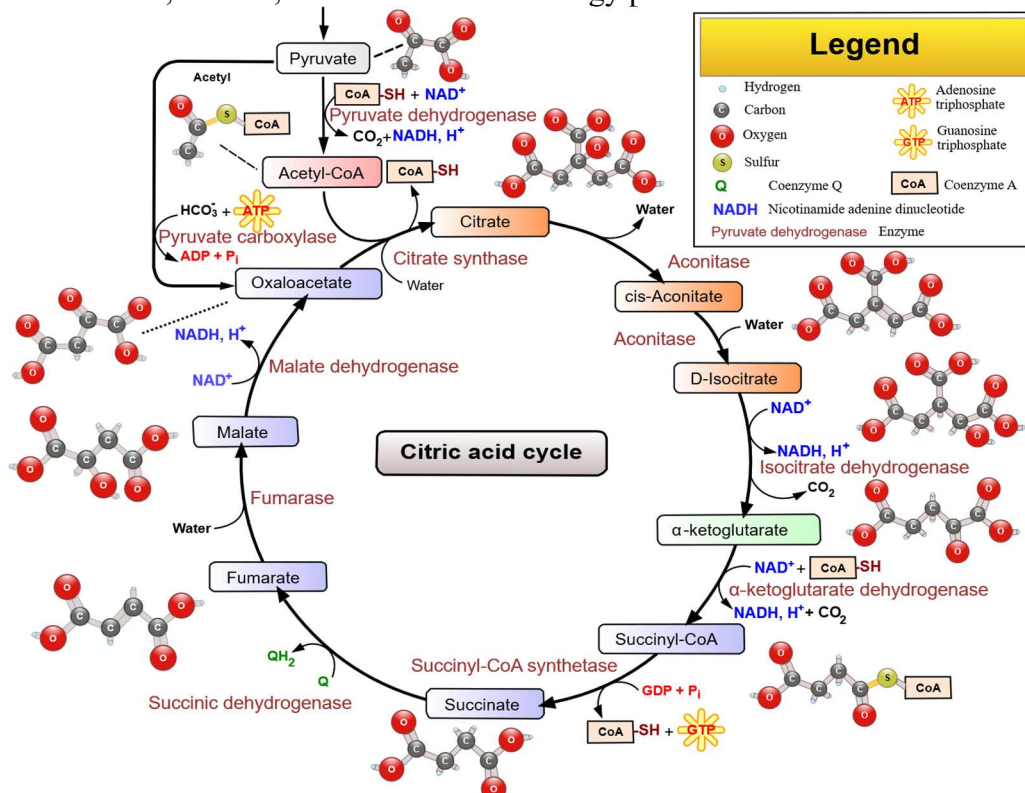 Pyruvate
Acetyl
CoA-SH + NAD+
Pyruvate dehydrogenase
CO2+NADH, H+
S
CoA
Acetyl-CoA
CoA-SH
HCO3- + ATP
Pyruvate carboxylase
ADP + Pi
Citrate
Water
Citrate synthase
Water
Oxaloacetate
Aconitase
cis-Aconitate
Water
Aconitase
D-Isocitrate
NADH, H+
NAD+
Malate dehydrogenase
NAD+
NADH, H+
Isocitrate dehydrogenase
CO2
Malate
Citric acid cycle
Fumarase
Water
α-ketoglutarate
NAD+ + CoA-SH
α-ketoglutarate dehydrogenase
NADH, H+ + CO2
Fumarate
Succinyl-CoA
QH2
Q
Succinic dehydrogenase
Succinyl-CoA synthetase
GDP + Pi
CoA-SH + GTP
Succinate
S
CoA
Legend
Hydrogen
C Carbon
O Oxygen
S Sulfur
Q Coenzyme Q
NADH Nicotinamide adenine dinucleotide
Pyruvate dehydrogenase Enzyme
ATP Adenosine
triphosphate
GTP Guanosine
triphosphate
CoA Coenzyme A